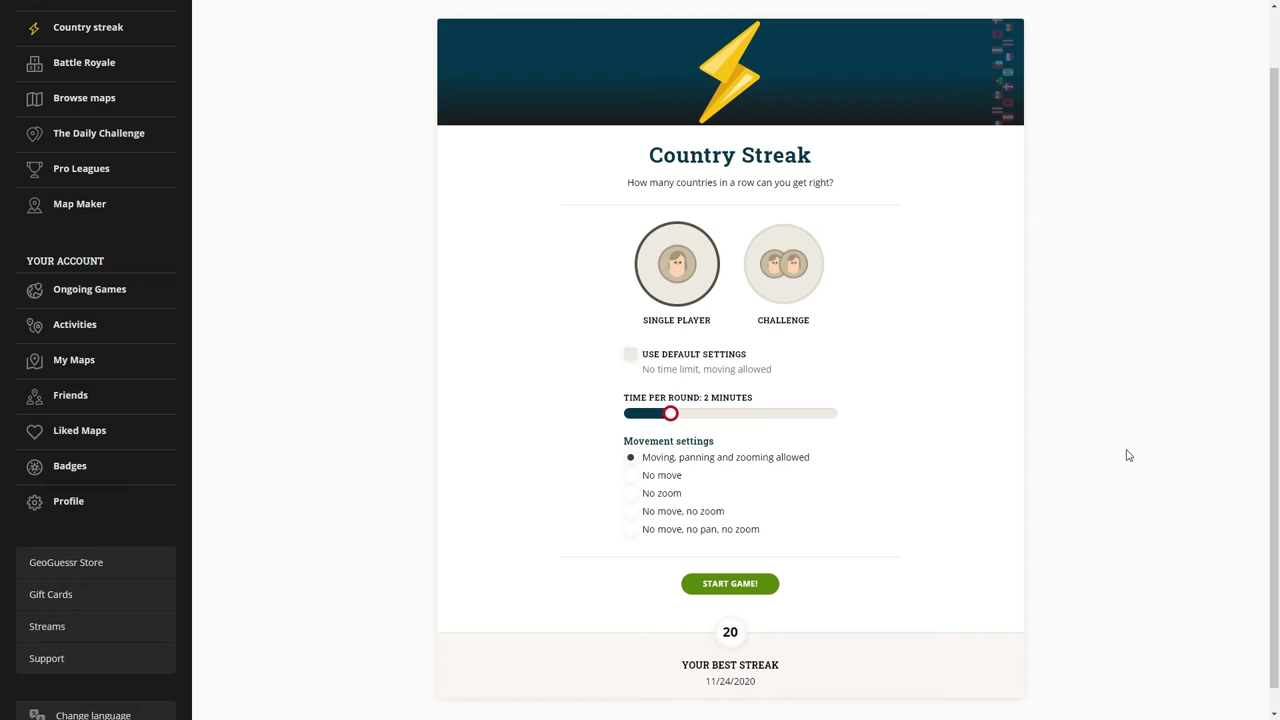 Country streak
Battle Royale
Browse maps
The Daily Challenge
Pro Leagues
Map Maker
YOUR ACCOUNT
Ongoing Games
Activities
My Maps
Friends
Liked Maps
Badges
Profile
GeoGuessr Store
Gift Cards
Streams
Support
Change language
Country Streak
How many countries in a row can you get right?
SINGLE PLAYER
CHALLENGE
USE DEFAULT SETTINGS
No time limit, moving allowed
TIME PER ROUND: 2 MINUTES
Movement settings
Moving, panning and zooming allowed
No move
No zoom
No move, no zoom
No move, no pan, no zoom
START GAME!
20
YOUR BEST STREAK
11/24/2020